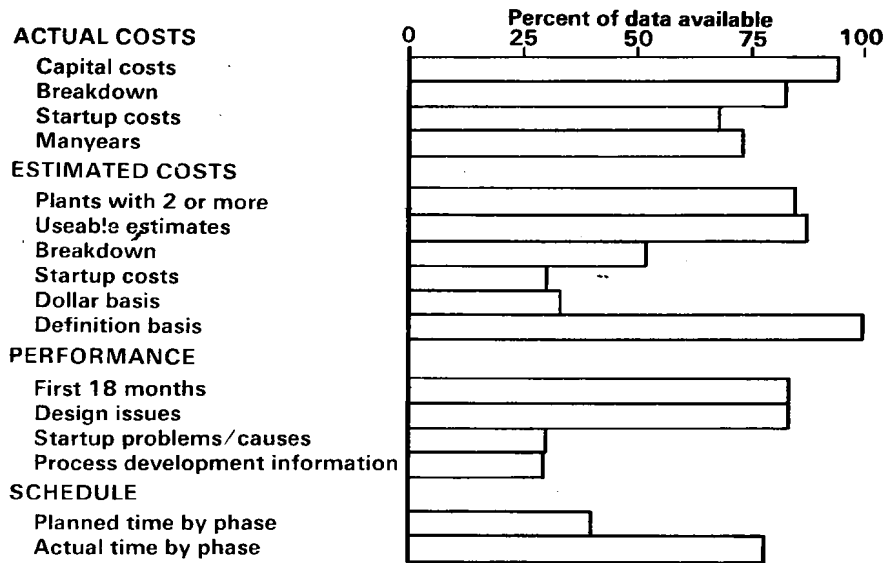 Percent of data available
ACTUAL COSTS 0 25 50 75 100
Capital costs
Breakdown
Startup costs
Manyears
ESTIMATED COSTS
Plants with 2 or more
Useable estimates
Breakdown
Startup costs
Dollar basis
Definition basis
PERFORMANCE
First 18 months
Design issues
Startup problems/causes
Process development information
SCHEDULE
Planned time by phase
Actual time by phase